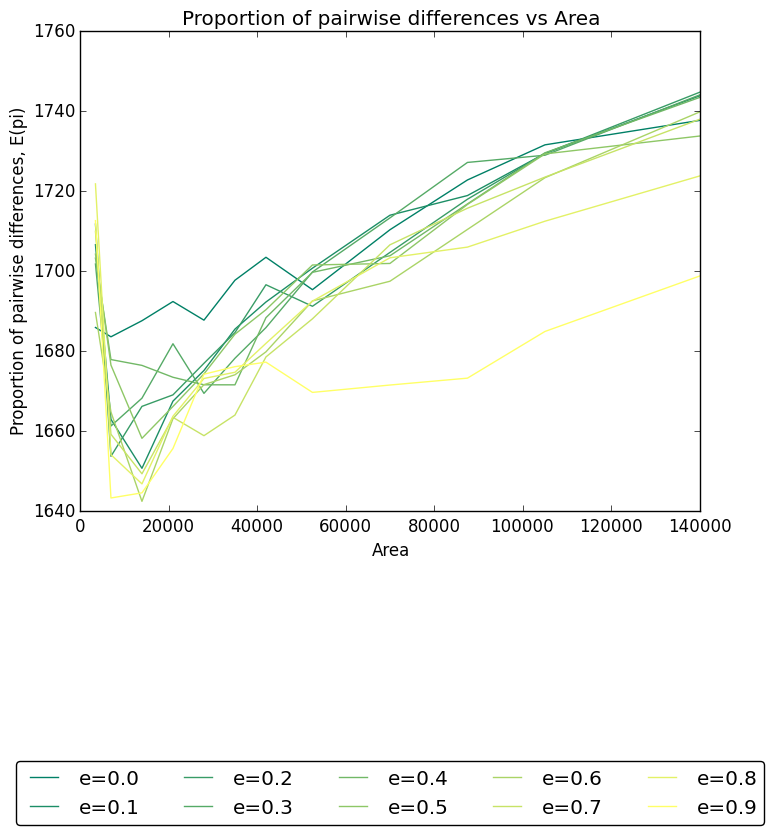 Proportion of pairwise differences vs Area
1760
1740
1720
1700
1680
1660
1640
Proportion of pairwise differences, E(pi)
0 20000 40000 60000 80000 100000 120000 140000
Area
e=0.0 e=0.2 e=0.4 e=0.6 e=0.8
e=0.1 e=0.3 e=0.5 e=0.7 e=0.9